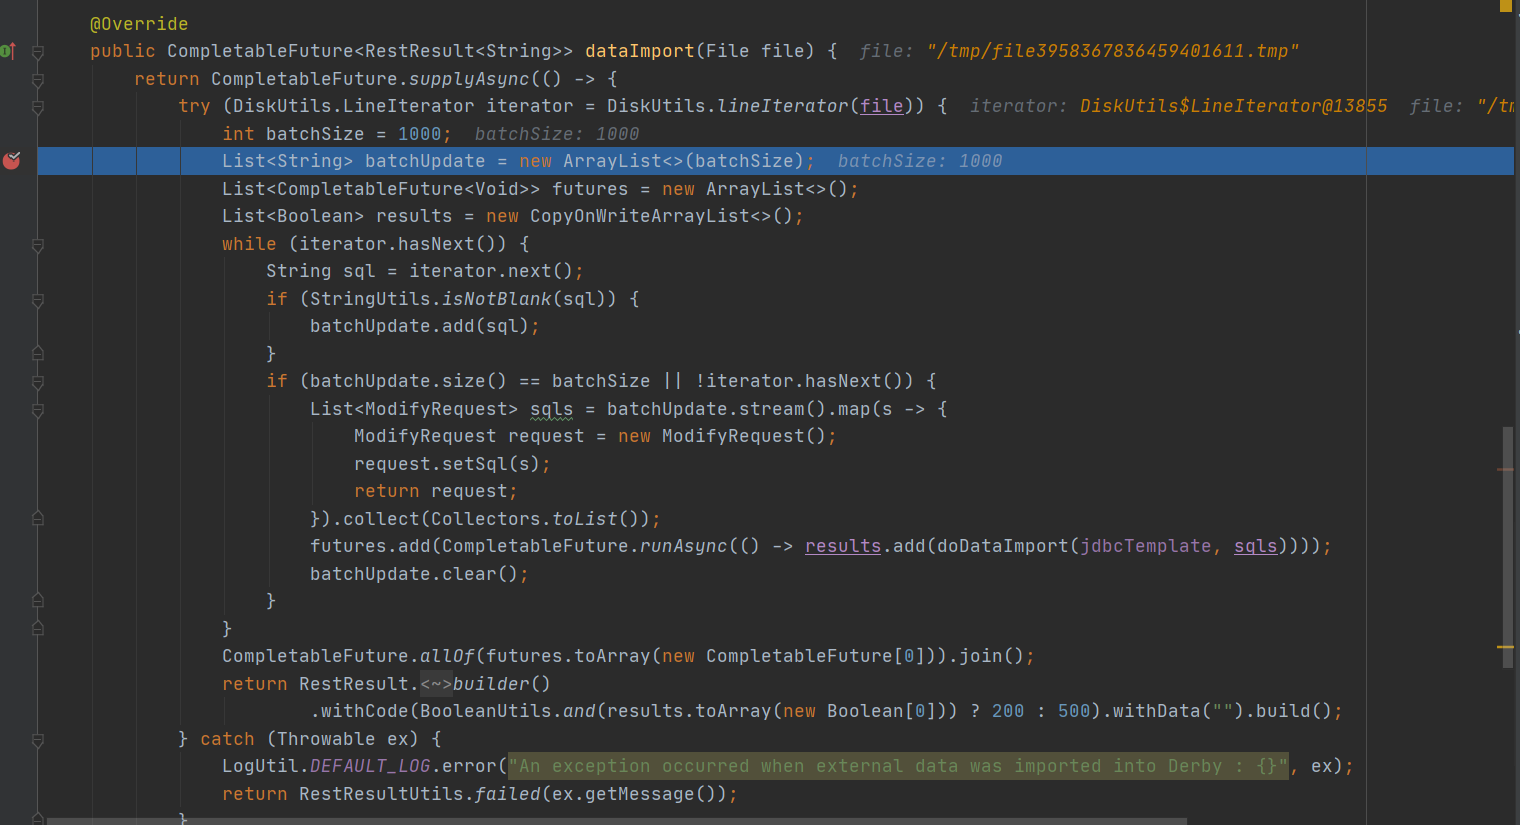 @Override
public CompletableFuture<RestResult<String>> dataImport(File file) {  file: "/tmp/file3958367836459401611.tmp"
return CompletableFuture.supplyAsync(() -> {
try (DiskUtils.LineIterator iterator = DiskUtils.lineIterator(file)) {  iterator: DiskUtils$LineIterator@13855  file: "/tm
int batchSize = 1000;  batchSize: 1000
List<String> batchUpdate = new ArrayList<>(batchSize);  batchSize: 1000
List<CompletableFuture<Void>> futures = new ArrayList<>();
List<Boolean> results = new CopyOnWriteArrayList<>();
while (iterator.hasNext()) {
String sql = iterator.next();
if (StringUtils.isNotBlank(sql)) {
batchUpdate.add(sql);
}
if (batchUpdate.size() == batchSize || !iterator.hasNext()) {
List<ModifyRequest> sqls = batchUpdate.stream().map(s -> {
ModifyRequest request = new ModifyRequest();
request.setSql(s);
return request;
}).collect(Collectors.toList());
futures.add(CompletableFuture.runAsync(() -> results.add(doDataImport(jdbcTemplate, sqls))));
batchUpdate.clear();
}
}
CompletableFuture.allOf(futures.toArray(new CompletableFuture[0])).join();
return RestResult.<~>builder()
.withCode(BooleanUtils.and(results.toArray(new Boolean[0])) ? 200 : 500).withData("").build();
} catch (Throwable ex) {
LogUtil.DEFAULT_LOG.error("An exception occurred when external data was imported into Derby : {}", ex);
return RestResultUtils.failed(ex.getMessage());
}